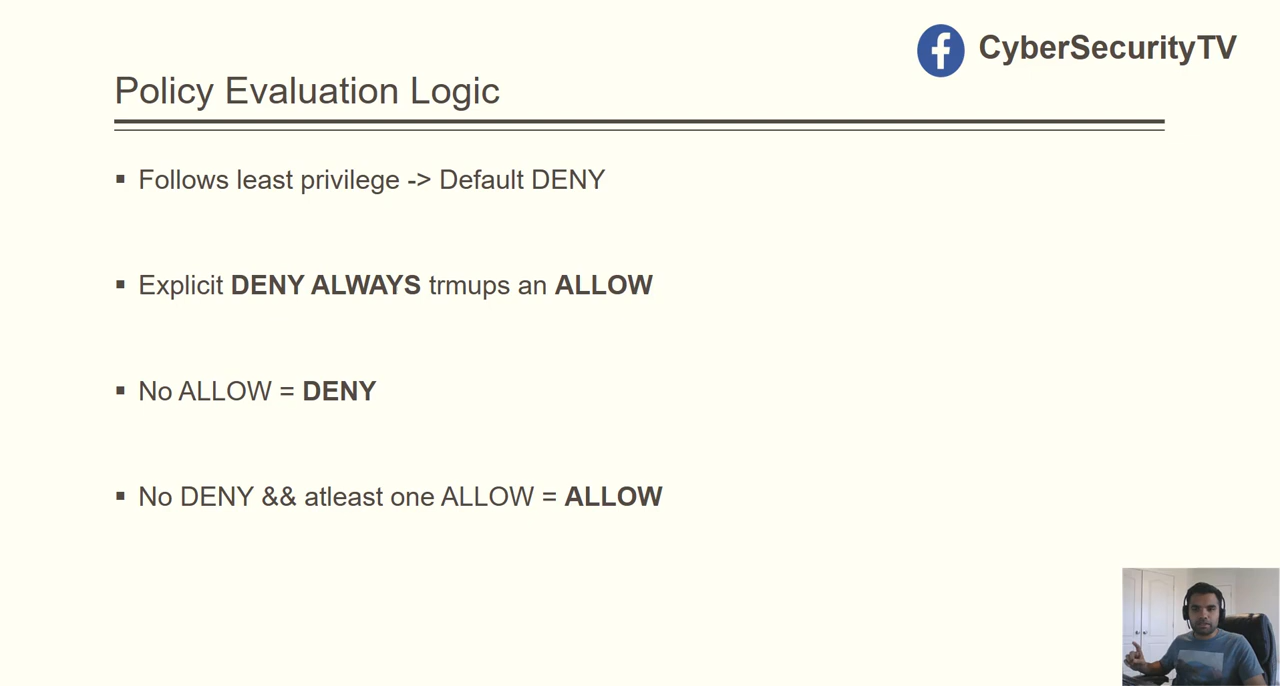 CyberSecurityTV
Policy Evaluation Logic
Follows least privilege -> Default DENY
Explicit DENY ALWAYS trmups an ALLOW
No ALLOW = DENY
No DENY && atleast one ALLOW = ALLOW